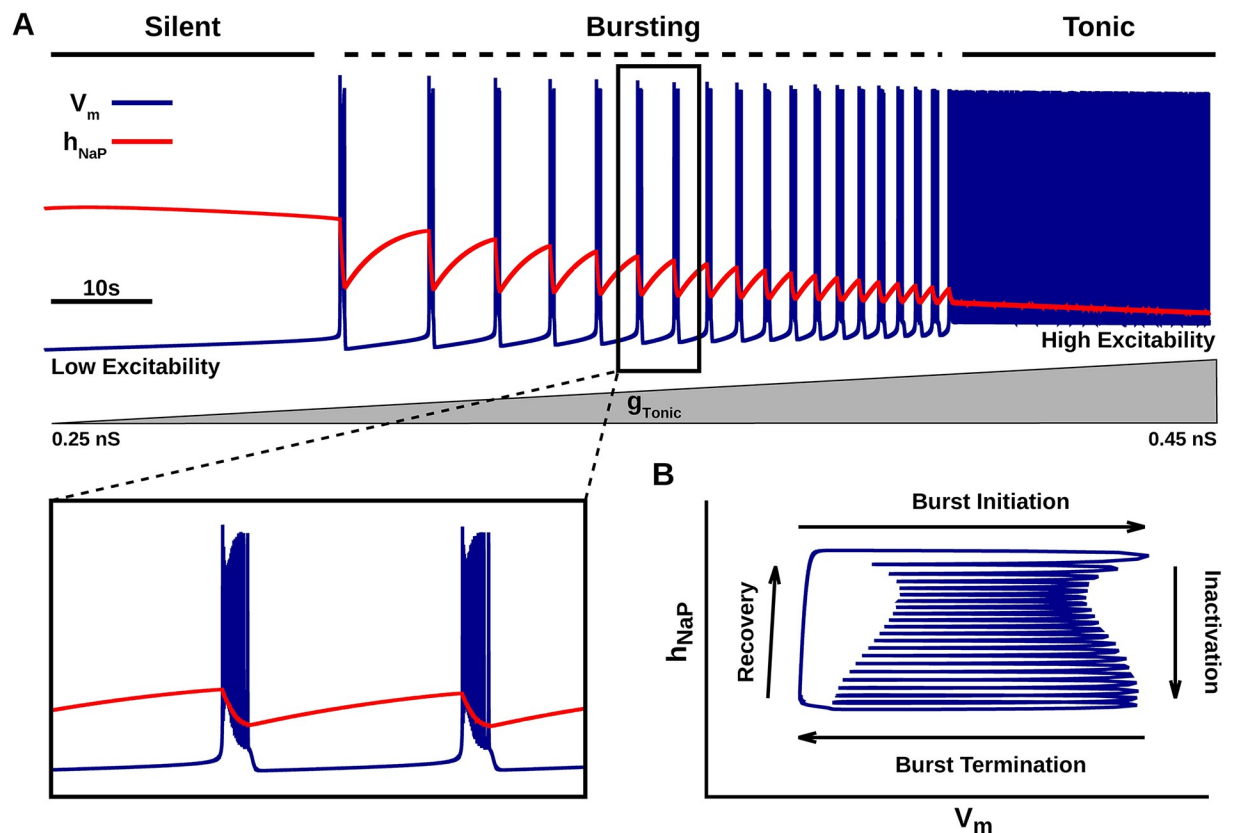 A
Silent
Bursting
Tonic
Vm
hNaP
10s
Low Excitability
High Excitability
gTonic
0.25 nS
0.45 nS
B
Burst Initiation
Recovery
Inactivation
hNaP
Burst Termination
Vm